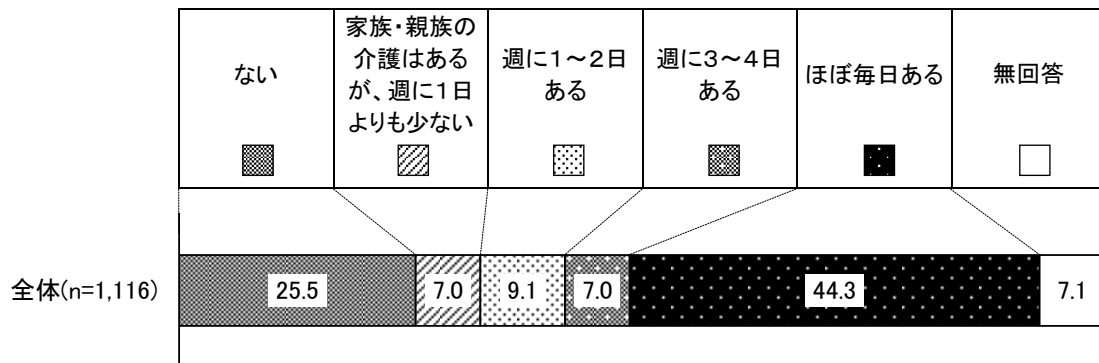 ない
家族・親族の
介護はある
が、週に1日
よりも少ない
週に1～2日
ある
週に3～4日
ある
ほぼ毎日ある
無回答
全体(n=1,116)
25.5
7.0
9.1
7.0
44.3
7.1